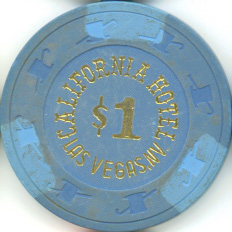 CALIFORNIA HOTEL
$1
LAS VEGAS, NV.